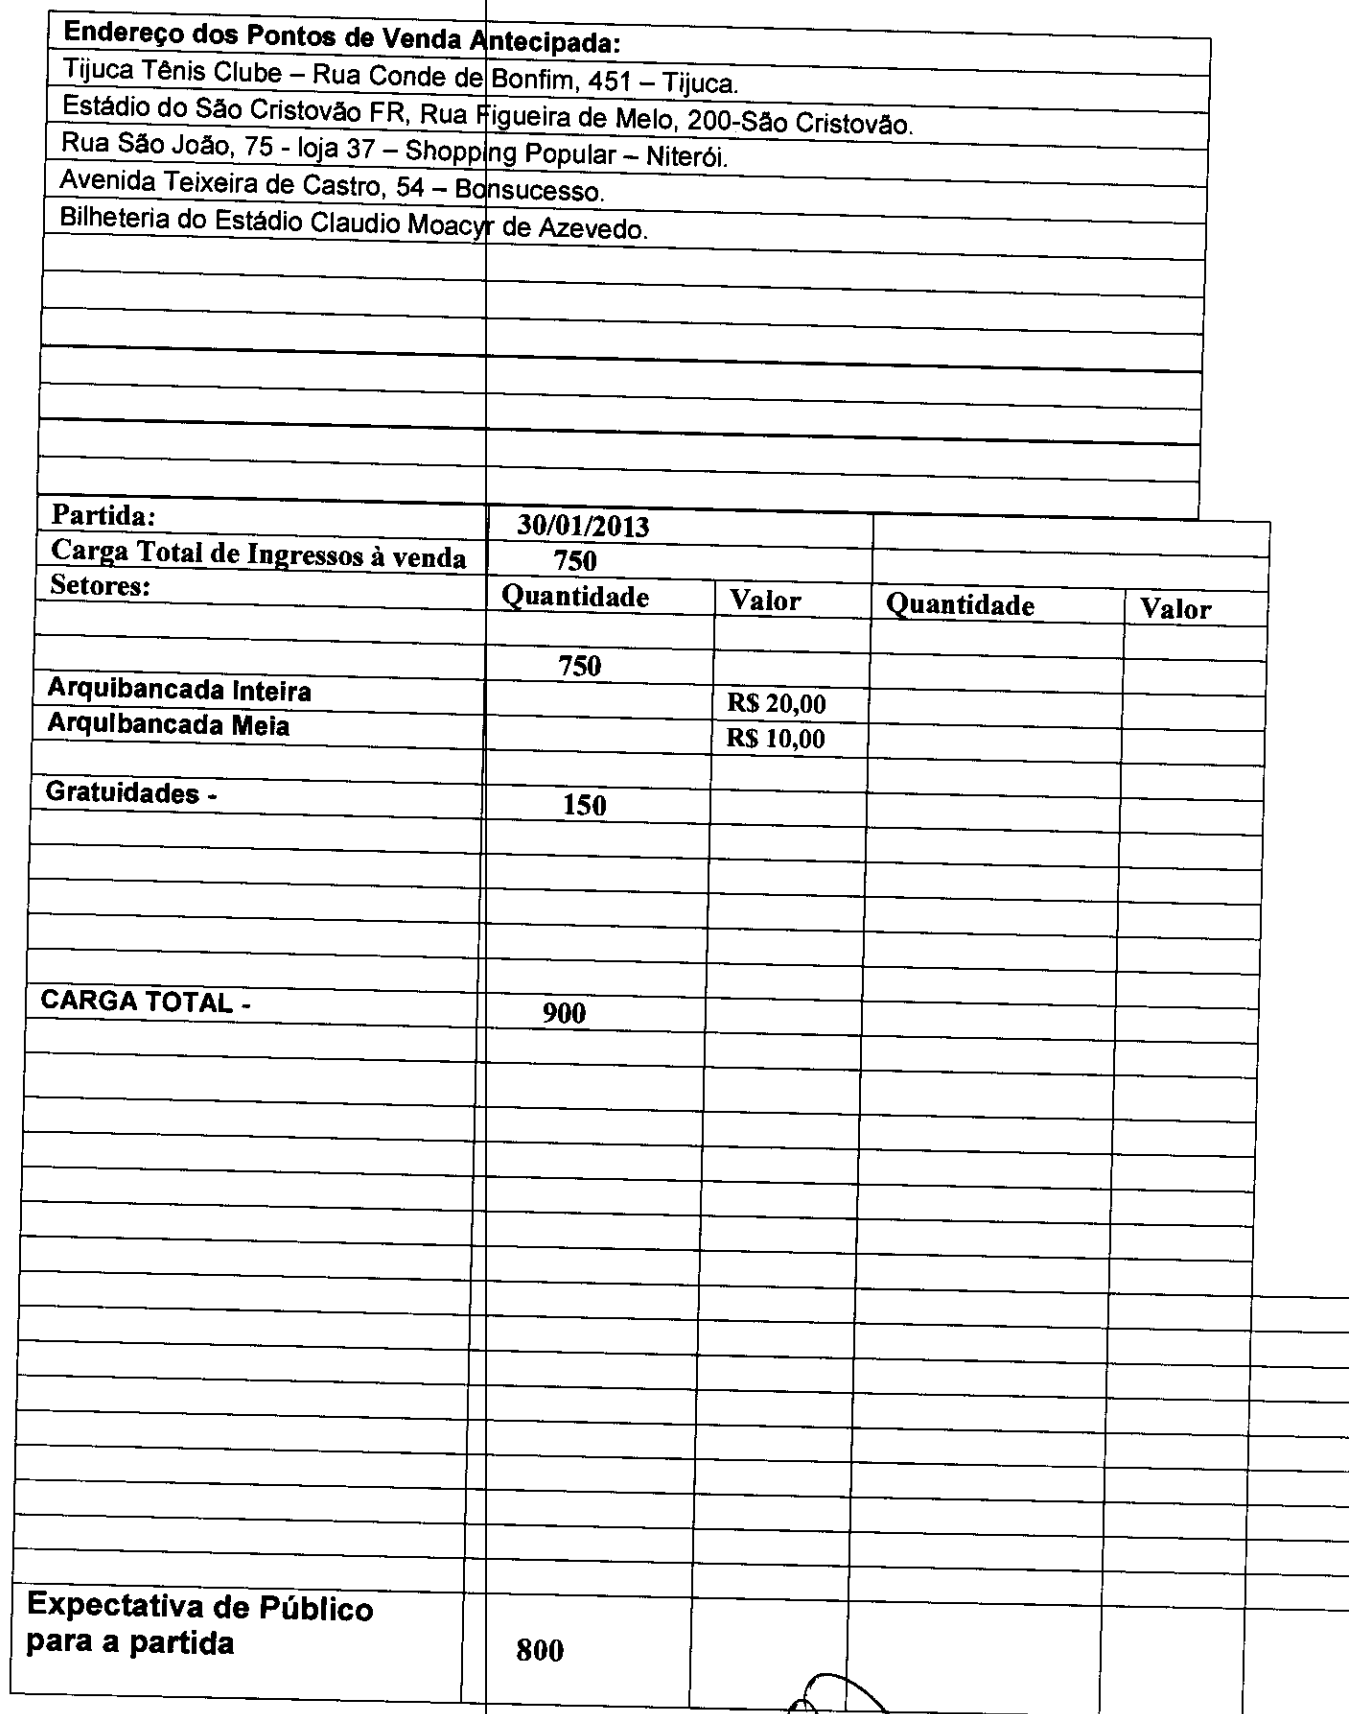 Endereço dos Pontos de Venda Antecipada:
Tijuca Tênis Clube – Rua Conde de Bonfim, 451 – Tijuca.
Estádio do São Cristovão FR, Rua Figueira de Melo, 200-São Cristovão.
Rua São João, 75 - loja 37 – Shopping Popular – Niterói.
Avenida Teixeira de Castro, 54 – Bonsucesso.
Bilheteria do Estádio Claudio Moacyr de Azevedo.
Partida: 30/01/2013
Carga Total de Ingressos à venda 750
Setores: Quantidade Valor Quantidade Valor
750
Arquibancada Inteira R$ 20,00
Arquibancada Meia R$ 10,00
Gratuidades - 150
CARGA TOTAL - 900
Expectativa de Público
para a partida 800